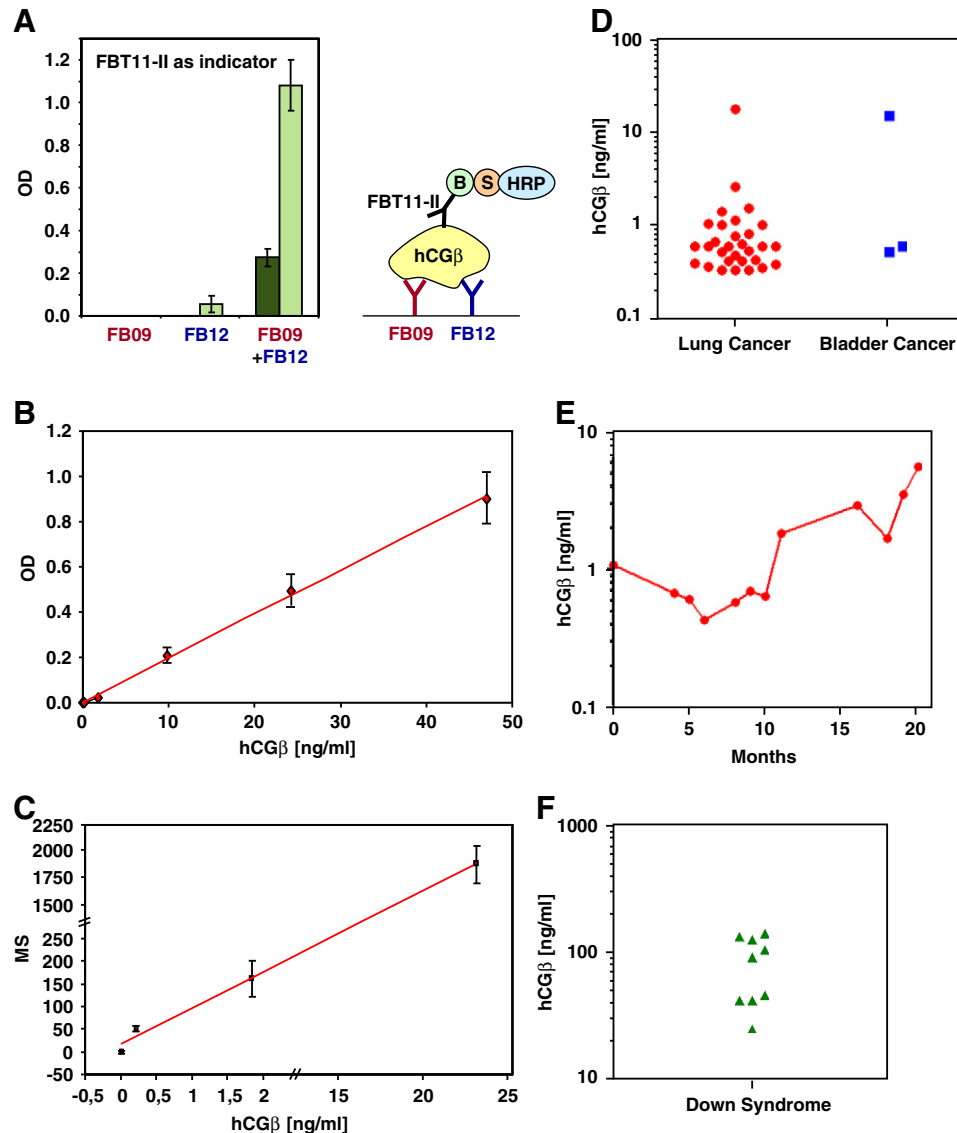 A
FBT11-II as indicator
1.2
1.0
0.8
0.6
0.4
0.2
0.0
OD
FB09
FB12
FB09
+FB12
B
S
HRP
FBT11-II
hCGβ
FB09
FB12
B
1.2
1.0
0.8
0.6
0.4
0.2
0.0
OD
0
10
20
30
40
50
hCGβ [ng/ml]
C
2250
2000
1750
1500
250
200
150
100
50
0
-50
MS
-0,5
0
0,5
1
1,5
2
15
20
25
hCGβ [ng/ml]
D
100
10
1
0.1
hCGβ [ng/ml]
Lung Cancer
Bladder Cancer
E
10
1
0.1
hCGβ [ng/ml]
0
5
10
15
20
Months
F
1000
100
10
hCGβ [ng/ml]
Down Syndrome